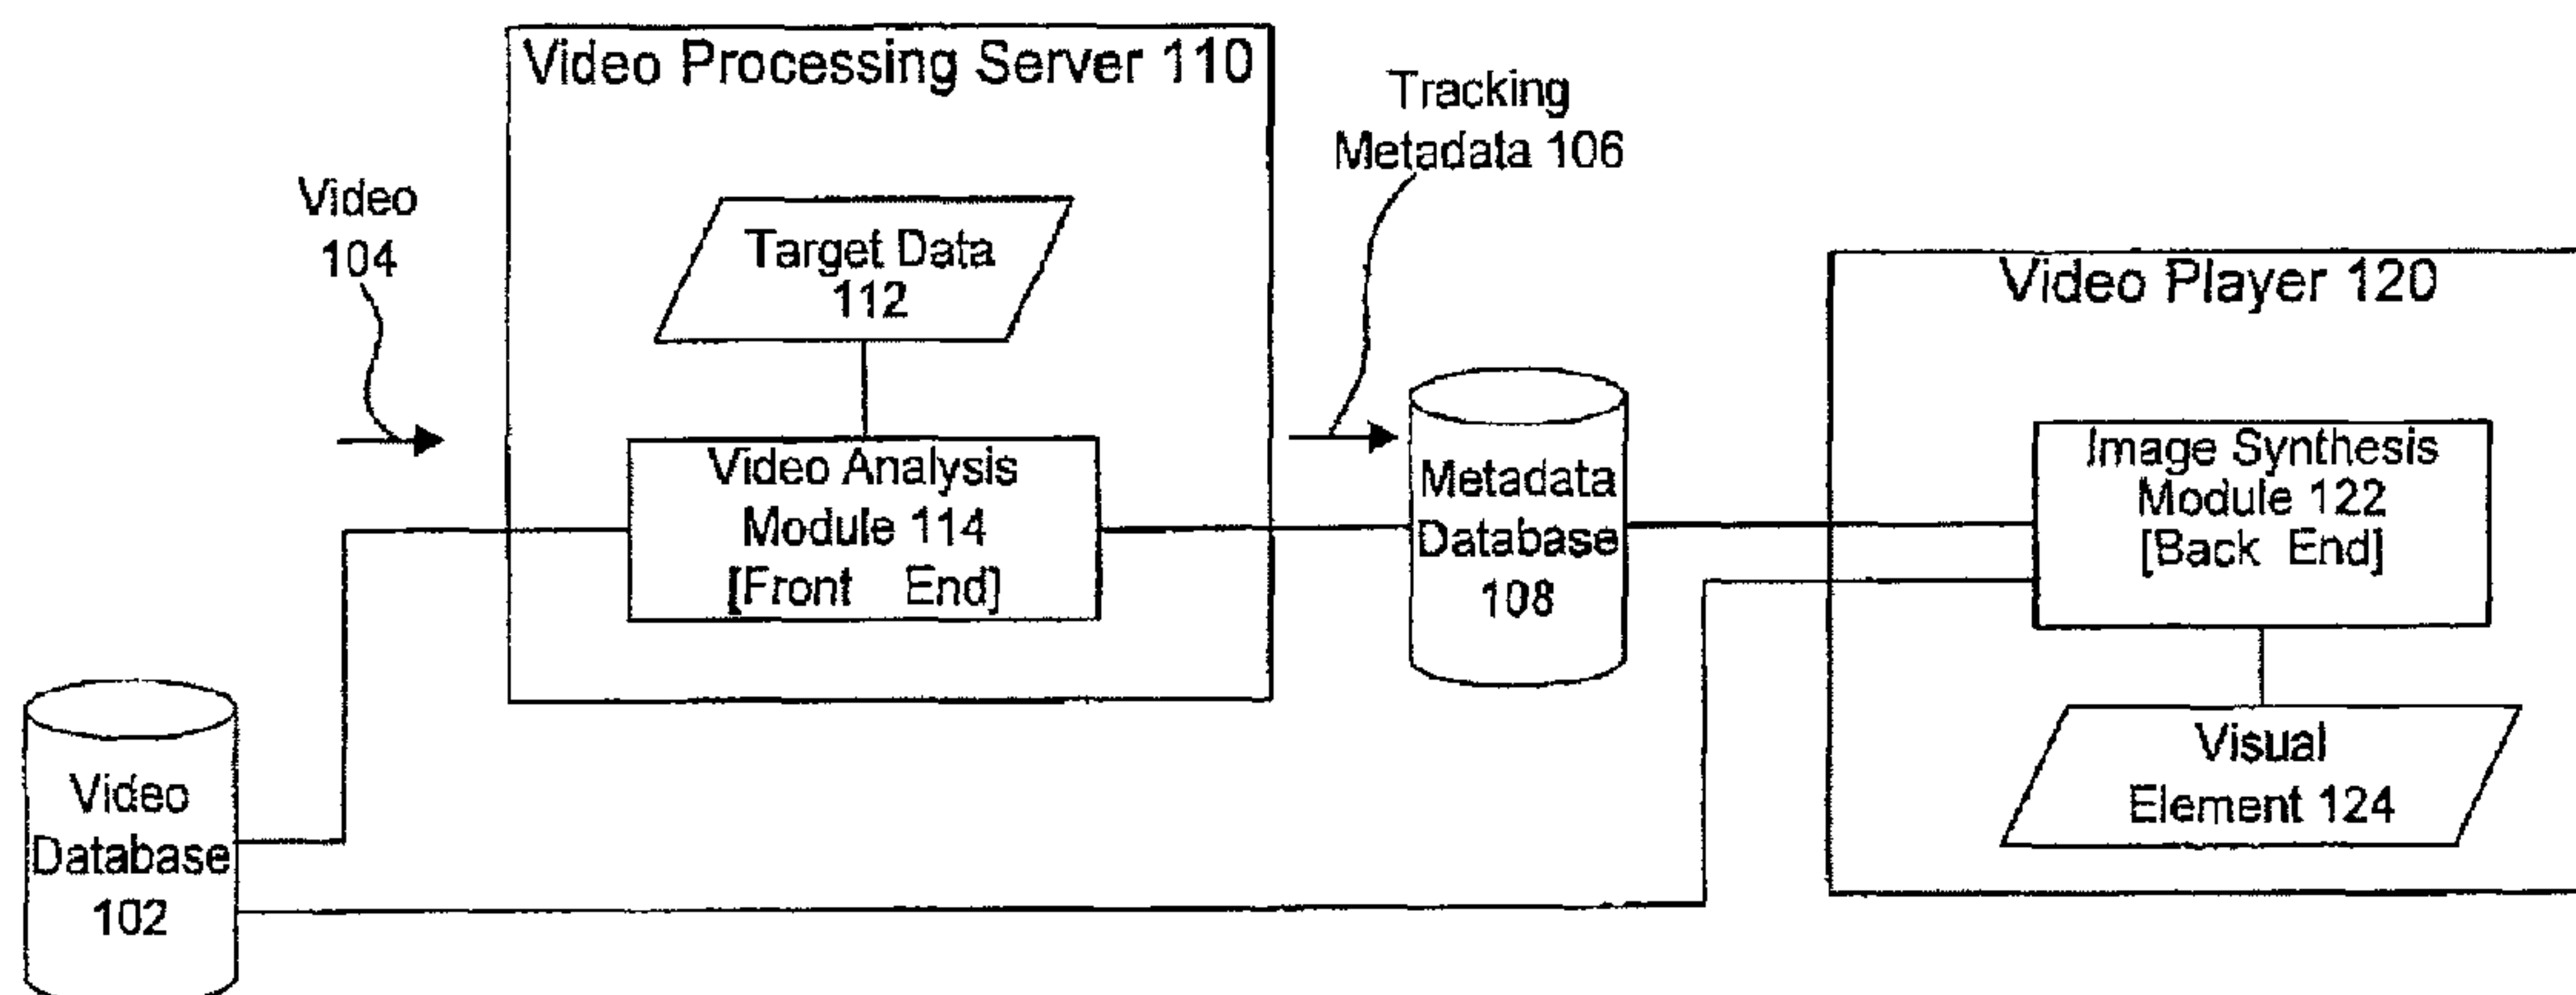 Video Processing Server 110
Tracking
Metadata 106
Video
104
Target Data
112
Video Player 120
Video Analysis
Module 114
[Front End]
Metadata
Database
108
Image Synthesis
Module 122
[Back End]
Video
Database
102
Visual
Element 124